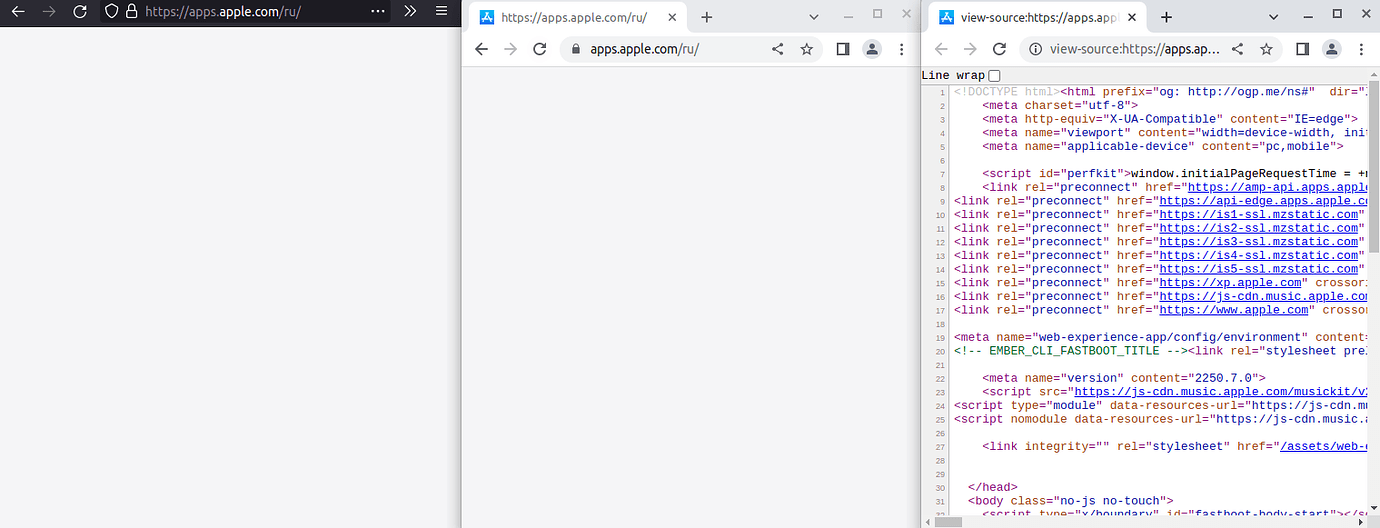 https://apps.apple.com/ru/
https://apps.apple.com/ru/
apps.apple.com/ru/
view-source:https://apps.appl
view-source:https://apps.ap...
Line wrap
1 <!DOCTYPE html><html prefix="og: http://ogp.me/ns#"  dir="l
2 <meta charset="utf-8">
3 <meta http-equiv="X-UA-Compatible" content="IE=edge">
4 <meta name="viewport" content="width=device-width, init
5 <meta name="applicable-device" content="pc,mobile">
6
7 <script id="perfkit">window.initialPageRequestTime = +n
8 <link rel="preconnect" href="https://amp-api.apps.apple
9 <link rel="preconnect" href="https://api-edge.apps.apple.co
10 <link rel="preconnect" href="https://is1-ssl.mzstatic.com"
11 <link rel="preconnect" href="https://is2-ssl.mzstatic.com"
12 <link rel="preconnect" href="https://is3-ssl.mzstatic.com"
13 <link rel="preconnect" href="https://is4-ssl.mzstatic.com"
14 <link rel="preconnect" href="https://is5-ssl.mzstatic.com"
15 <link rel="preconnect" href="https://xp.apple.com" crossori
16 <link rel="preconnect" href="https://js-cdn.music.apple.com
17 <link rel="preconnect" href="https://www.apple.com" crossor
18
19 <meta name="web-experience-app/config/environment" content=
20 <!-- EMBER_CLI_FASTBOOT_TITLE --><link rel="stylesheet prel
21
22 <meta name="version" content="2250.7.0">
23 <script src="https://js-cdn.music.apple.com/musickit/v2
24 <script type="module" data-resources-url="https://js-cdn.mu
25 <script nomodule data-resources-url="https://js-cdn.music.a
26
27 <link integrity="" rel="stylesheet" href="/assets/web-e
28
29
30 </head>
31 <body class="no-js no-touch">
32 <script type="x/boundary" id="fastboot-body-start"></s